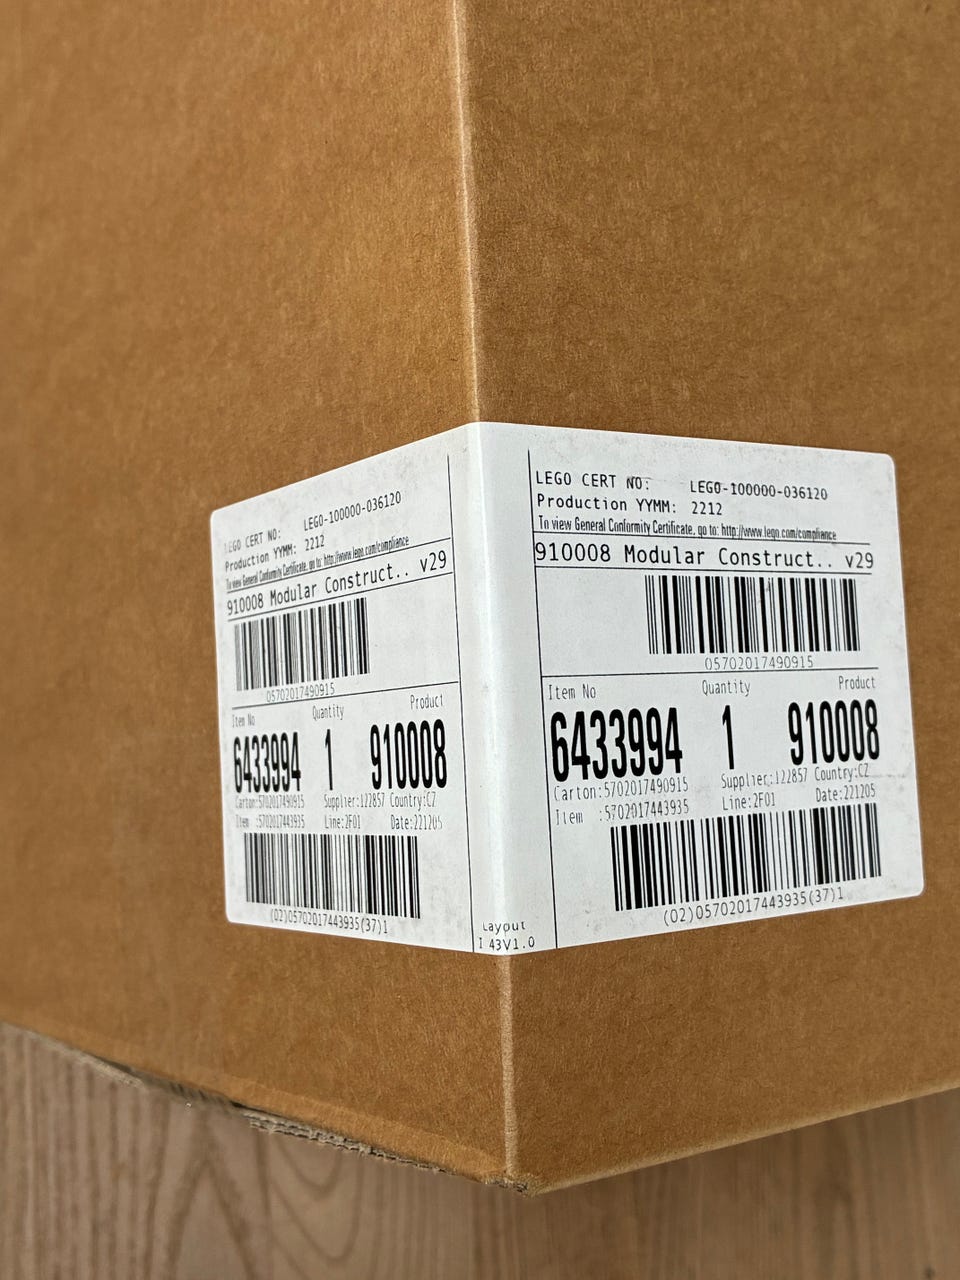 LEGO CERT NO: LEGO-100000-036120
Production YYMM: 2212
To view General Conformity Certificate, go to: http://www.lego.com/compliance
910008 Modular Construct.. v29
05702017490915
Item No Quantity Product
6433994 1 910008
Carton:5702017490915 Supplier:122857 Country:CZ
Item :5702017443935 Line:2F01 Date:221205
(02)05702017443935(37)1
Layout
I 43V1.0
LEGO CERT NO: LEGO-100000-036120
Production YYMM: 2212
To view General Conformity Certificate, go to: http://www.lego.com/compliance
910008 Modular Construct.. v29
05702017490915
Item No Quantity Product
6433994 1 910008
Carton:5702017490915 Supplier:122857 Country:CZ
Item :5702017443935 Line:2F01 Date:221205
(02)05702017443935(37)1